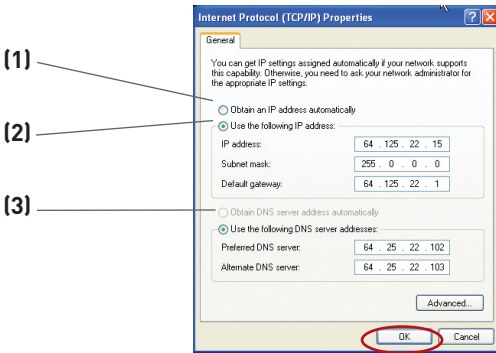 Internet Protocol (TCP/IP) Properties
General
You can get IP settings assigned automatically if your network supports
this capability. Otherwise, you need to ask your network administrator for
the appropriate IP settings.
(1)
Obtain an IP address automatically
(2)
Use the following IP address:
IP address: 64 . 125 . 22 . 15
Subnet mask: 255 . 0 . 0 . 0
Default gateway: 64 . 125 . 22 . 1
(3)
Obtain DNS server address automatically
Use the following DNS server addresses:
Preferred DNS server: 64 . 25 . 22 . 102
Alternate DNS server: 64 . 25 . 22 . 103
Advanced...
OK Cancel